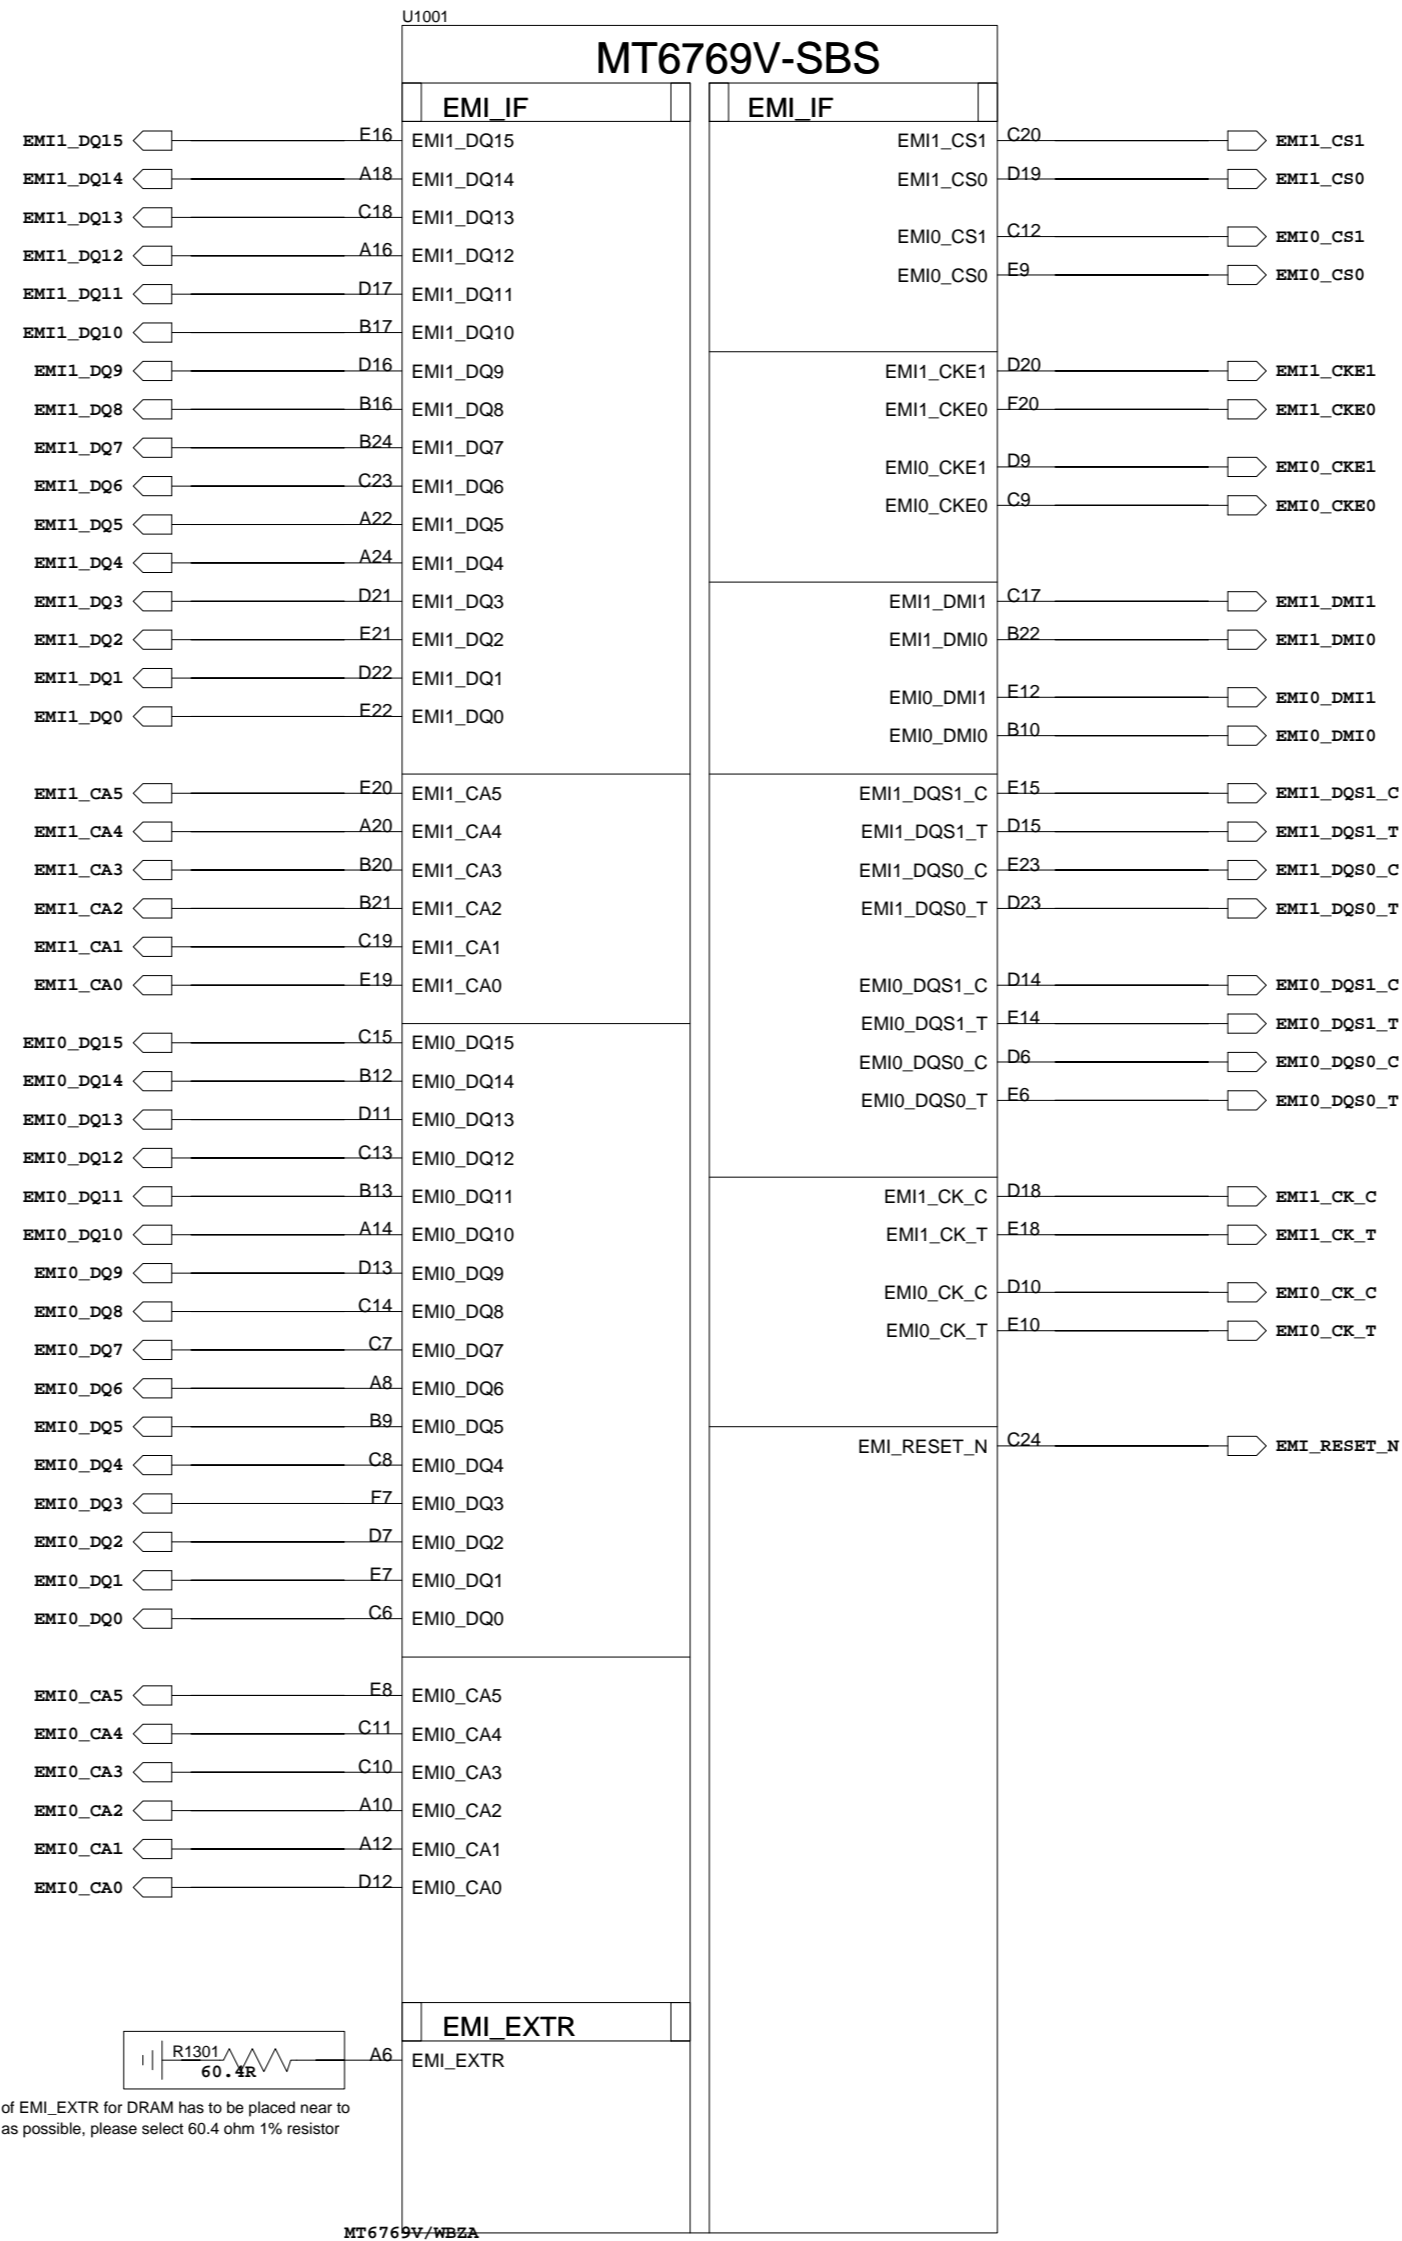 U1001
MT6769V-SBS
EMI_IF
EMI1_DQ15 E16 EMI1_DQ15
EMI1_DQ14 A18 EMI1_DQ14
EMI1_DQ13 C18 EMI1_DQ13
EMI1_DQ12 A16 EMI1_DQ12
EMI1_DQ11 D17 EMI1_DQ11
EMI1_DQ10 B17 EMI1_DQ10
EMI1_DQ9 D16 EMI1_DQ9
EMI1_DQ8 B16 EMI1_DQ8
EMI1_DQ7 B24 EMI1_DQ7
EMI1_DQ6 C23 EMI1_DQ6
EMI1_DQ5 A22 EMI1_DQ5
EMI1_DQ4 A24 EMI1_DQ4
EMI1_DQ3 D21 EMI1_DQ3
EMI1_DQ2 E21 EMI1_DQ2
EMI1_DQ1 D22 EMI1_DQ1
EMI1_DQ0 E22 EMI1_DQ0
EMI1_CA5 E20 EMI1_CA5
EMI1_CA4 A20 EMI1_CA4
EMI1_CA3 B20 EMI1_CA3
EMI1_CA2 B21 EMI1_CA2
EMI1_CA1 C19 EMI1_CA1
EMI1_CA0 E19 EMI1_CA0
EMI0_DQ15 C15 EMI0_DQ15
EMI0_DQ14 B12 EMI0_DQ14
EMI0_DQ13 D11 EMI0_DQ13
EMI0_DQ12 C13 EMI0_DQ12
EMI0_DQ11 B13 EMI0_DQ11
EMI0_DQ10 A14 EMI0_DQ10
EMI0_DQ9 D13 EMI0_DQ9
EMI0_DQ8 C14 EMI0_DQ8
EMI0_DQ7 C7 EMI0_DQ7
EMI0_DQ6 A8 EMI0_DQ6
EMI0_DQ5 B9 EMI0_DQ5
EMI0_DQ4 C8 EMI0_DQ4
EMI0_DQ3 F7 EMI0_DQ3
EMI0_DQ2 D7 EMI0_DQ2
EMI0_DQ1 E7 EMI0_DQ1
EMI0_DQ0 C6 EMI0_DQ0
EMI0_CA5 E8 EMI0_CA5
EMI0_CA4 C11 EMI0_CA4
EMI0_CA3 C10 EMI0_CA3
EMI0_CA2 A10 EMI0_CA2
EMI0_CA1 A12 EMI0_CA1
EMI0_CA0 D12 EMI0_CA0
EMI_EXTR
R1301 A6 EMI_EXTR
60.4R
of EMI_EXTR for DRAM has to be placed near to
as possible, please select 60.4 ohm 1% resistor
MT6769V/WBZA
EMI_IF
EMI1_CS1 C20 EMI1_CS1
EMI1_CS0 D19 EMI1_CS0
EMI0_CS1 C12 EMI0_CS1
EMI0_CS0 E9 EMI0_CS0
EMI1_CKE1 D20 EMI1_CKE1
EMI1_CKE0 F20 EMI1_CKE0
EMI0_CKE1 D9 EMI0_CKE1
EMI0_CKE0 C9 EMI0_CKE0
EMI1_DMI1 C17 EMI1_DMI1
EMI1_DMI0 B22 EMI1_DMI0
EMI0_DMI1 E12 EMI0_DMI1
EMI0_DMI0 B10 EMI0_DMI0
EMI1_DQS1_C E15 EMI1_DQS1_C
EMI1_DQS1_T D15 EMI1_DQS1_T
EMI1_DQS0_C E23 EMI1_DQS0_C
EMI1_DQS0_T D23 EMI1_DQS0_T
EMI0_DQS1_C D14 EMI0_DQS1_C
EMI0_DQS1_T E14 EMI0_DQS1_T
EMI0_DQS0_C D6 EMI0_DQS0_C
EMI0_DQS0_T E6 EMI0_DQS0_T
EMI1_CK_C D18 EMI1_CK_C
EMI1_CK_T E18 EMI1_CK_T
EMI0_CK_C D10 EMI0_CK_C
EMI0_CK_T E10 EMI0_CK_T
EMI_RESET_N C24 EMI_RESET_N